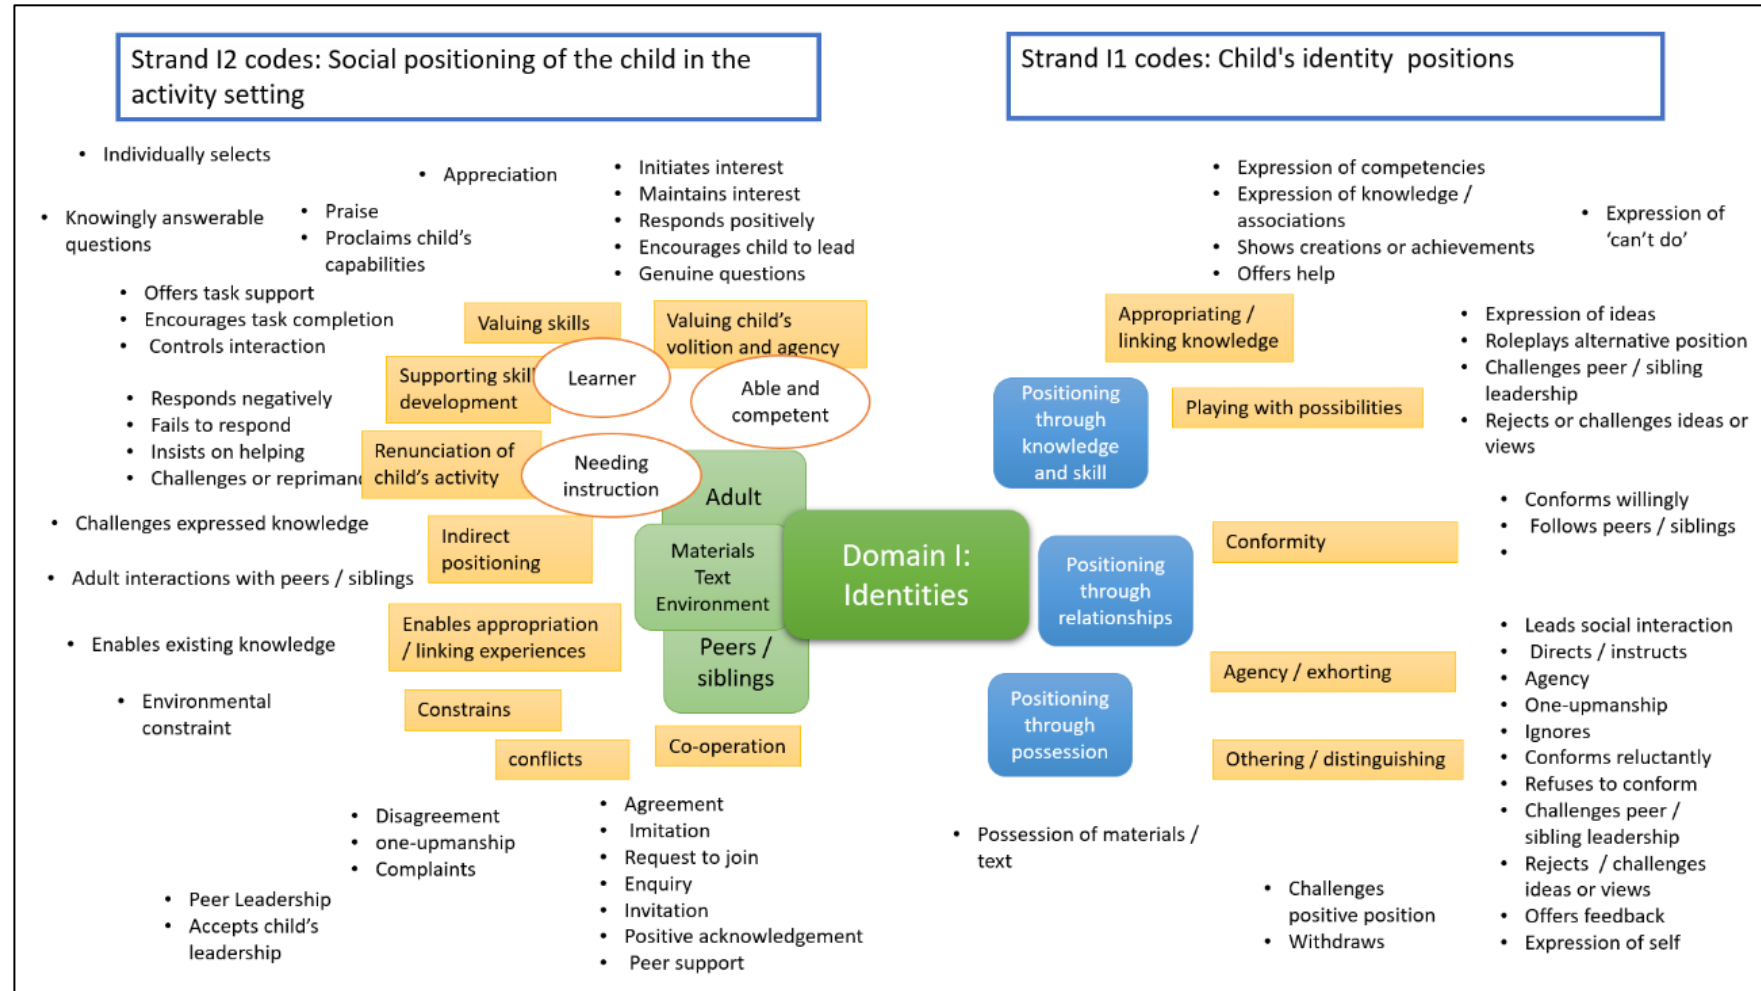 Strand I2 codes: Social positioning of the child in the
activity setting
Strand I1 codes: Child's identity positions
• Individually selects
• Appreciation
• Knowingly answerable
questions
• Praise
• Proclaims child's
capabilities
• Initiates interest
• Maintains interest
• Responds positively
• Encourages child to lead
• Genuine questions
• Offers task support
• Encourages task completion
• Controls interaction
Valuing skills
Valuing child's
volition and agency
Supporting skill
development
Learner
Able and
competent
• Responds negatively
• Fails to respond
• Insists on helping
• Challenges or repriman
Renunciation of
child's activity
Needing
instruction
Adult
• Challenges expressed knowledge
• Adult interactions with peers / siblings
Indirect
positioning
Materials
Text
Environment
Domain I:
Identities
• Enables existing knowledge
Enables appropriation
/ linking experiences
Peers /
siblings
• Environmental
constraint
Constrains
conflicts
Co-operation
• Disagreement
• one-upmanship
• Complaints
• Peer Leadership
• Accepts child's
leadership
• Agreement
• Imitation
• Request to join
• Enquiry
• Invitation
• Positive acknowledgement
• Peer support
• Expression of competencies
• Expression of knowledge /
associations
• Shows creations or achievements
• Offers help
• Expression of
'can't do'
Appropriating /
linking knowledge
• Expression of ideas
• Roleplays alternative position
• Challenges peer / sibling
leadership
• Rejects or challenges ideas or
views
Positioning
through
knowledge
and skill
Playing with possibilities
• Conforms willingly
• Follows peers / siblings
•
Conformity
Positioning
through
relationships
• Leads social interaction
• Directs / instructs
• Agency
• One-upmanship
• Ignores
• Conforms reluctantly
• Refuses to conform
• Challenges peer /
sibling leadership
• Rejects / challenges
ideas or views
• Offers feedback
• Expression of self
Agency / exhorting
Positioning
through
possession
Othering / distinguishing
• Possession of materials /
text
• Challenges
positive position
• Withdraws